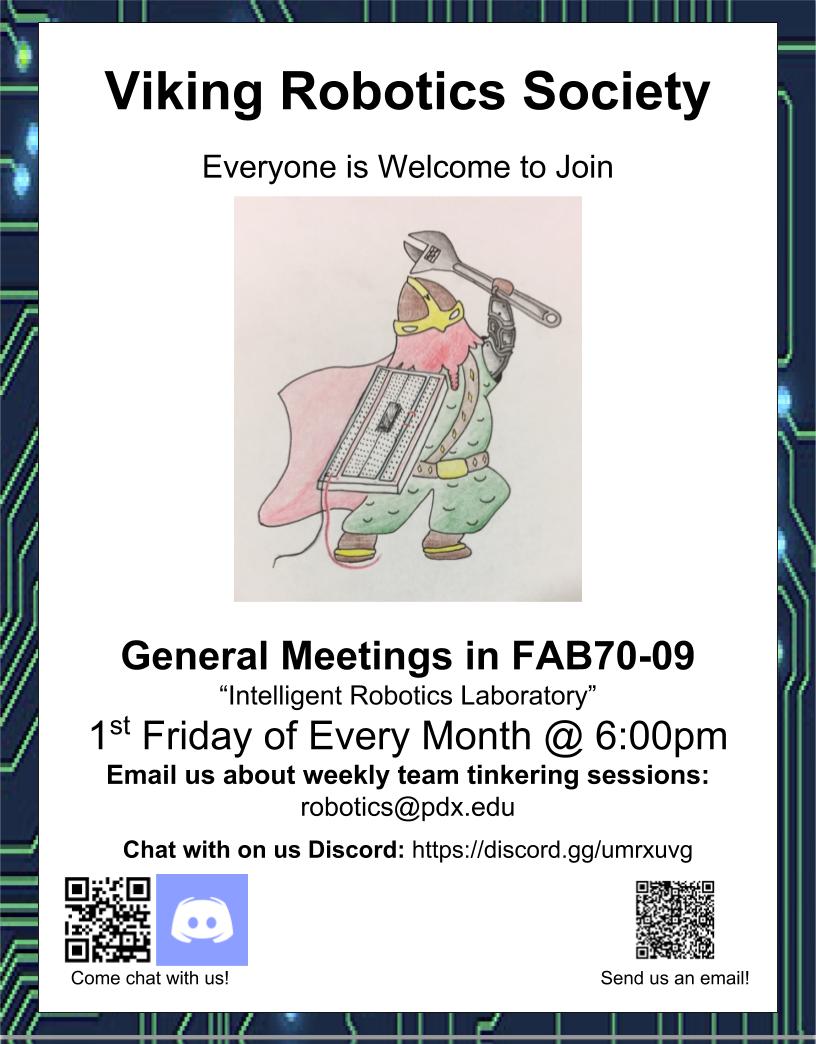 Viking Robotics Society
Everyone is Welcome to Join
General Meetings in FAB70-09
“Intelligent Robotics Laboratory”
1st Friday of Every Month @ 6:00pm
Email us about weekly team tinkering sessions:
robotics@pdx.edu
Chat with on us Discord: https://discord.gg/umrxuvg
Come chat with us!
Send us an email!